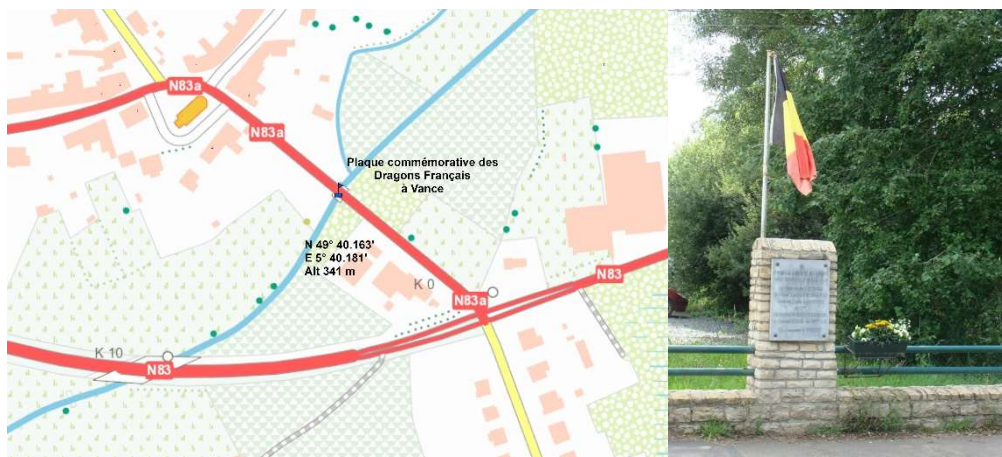 N83a
N83a
Plaque commémorative des
Dragons Français
à Vance
N 49° 40.163'
E 5° 40.181'
Alt 341 m
K 0
N83a
N83
K 10
N83